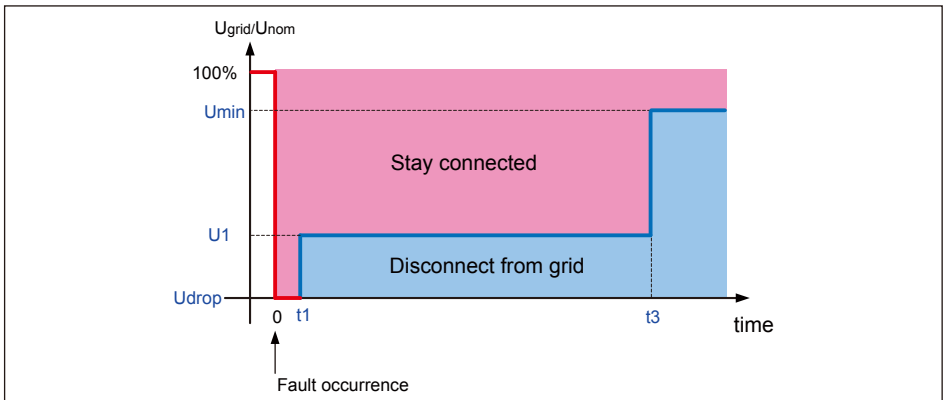 Ugrid/Unom
100%
Umin
Stay connected
U1
Disconnect from grid
Udrop
0 t1 t3 time
Fault occurrence